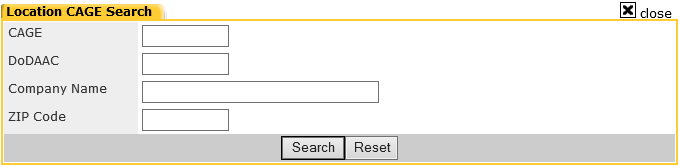 Location CAGE Search close
CAGE
DoDAAC
Company Name
ZIP Code
Search Reset